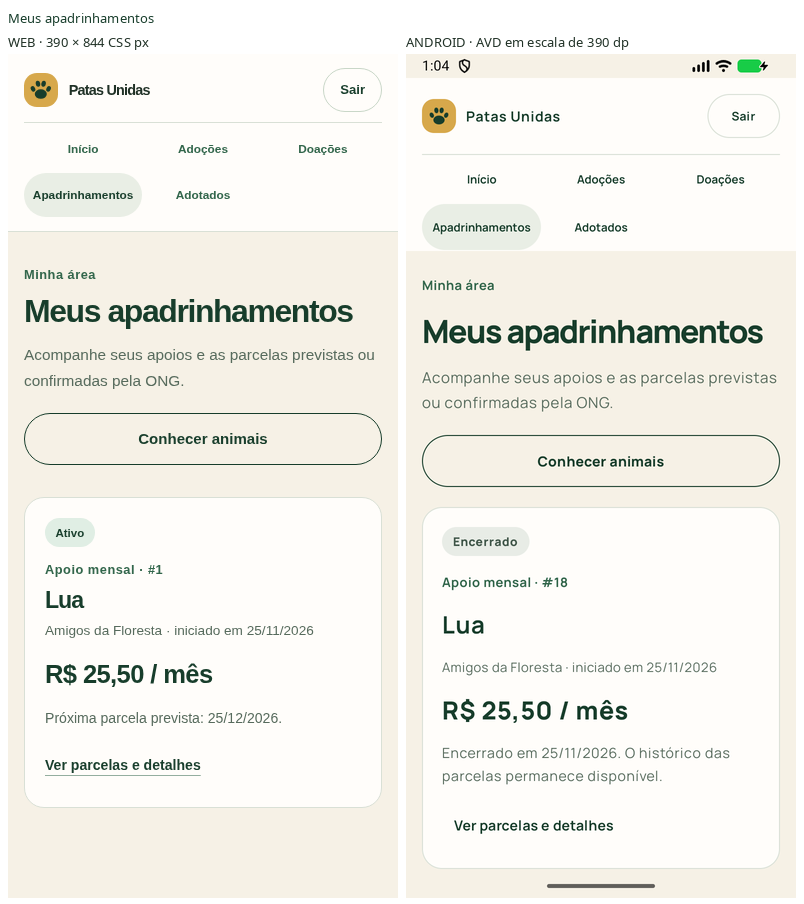 Meus apadrinhamentos
WEB · 390 × 844 CSS px
Patas Unidas
Sair
Início
Adoções
Doações
Apadrinhamentos
Adotados
Minha área
Meus apadrinhamentos
Acompanhe seus apoios e as parcelas previstas ou
confirmadas pela ONG.
Conhecer animais
Ativo
Apoio mensal · #1
Lua
Amigos da Floresta · iniciado em 25/11/2026
R$ 25,50 / mês
Próxima parcela prevista: 25/12/2026.
Ver parcelas e detalhes
ANDROID · AVD em escala de 390 dp
1:04
Patas Unidas
Sair
Início
Adoções
Doações
Apadrinhamentos
Adotados
Minha área
Meus apadrinhamentos
Acompanhe seus apoios e as parcelas previstas
ou confirmadas pela ONG.
Conhecer animais
Encerrado
Apoio mensal · #18
Lua
Amigos da Floresta · iniciado em 25/11/2026
R$ 25,50 / mês
Encerrado em 25/11/2026. O histórico das
parcelas permanece disponível.
Ver parcelas e detalhes